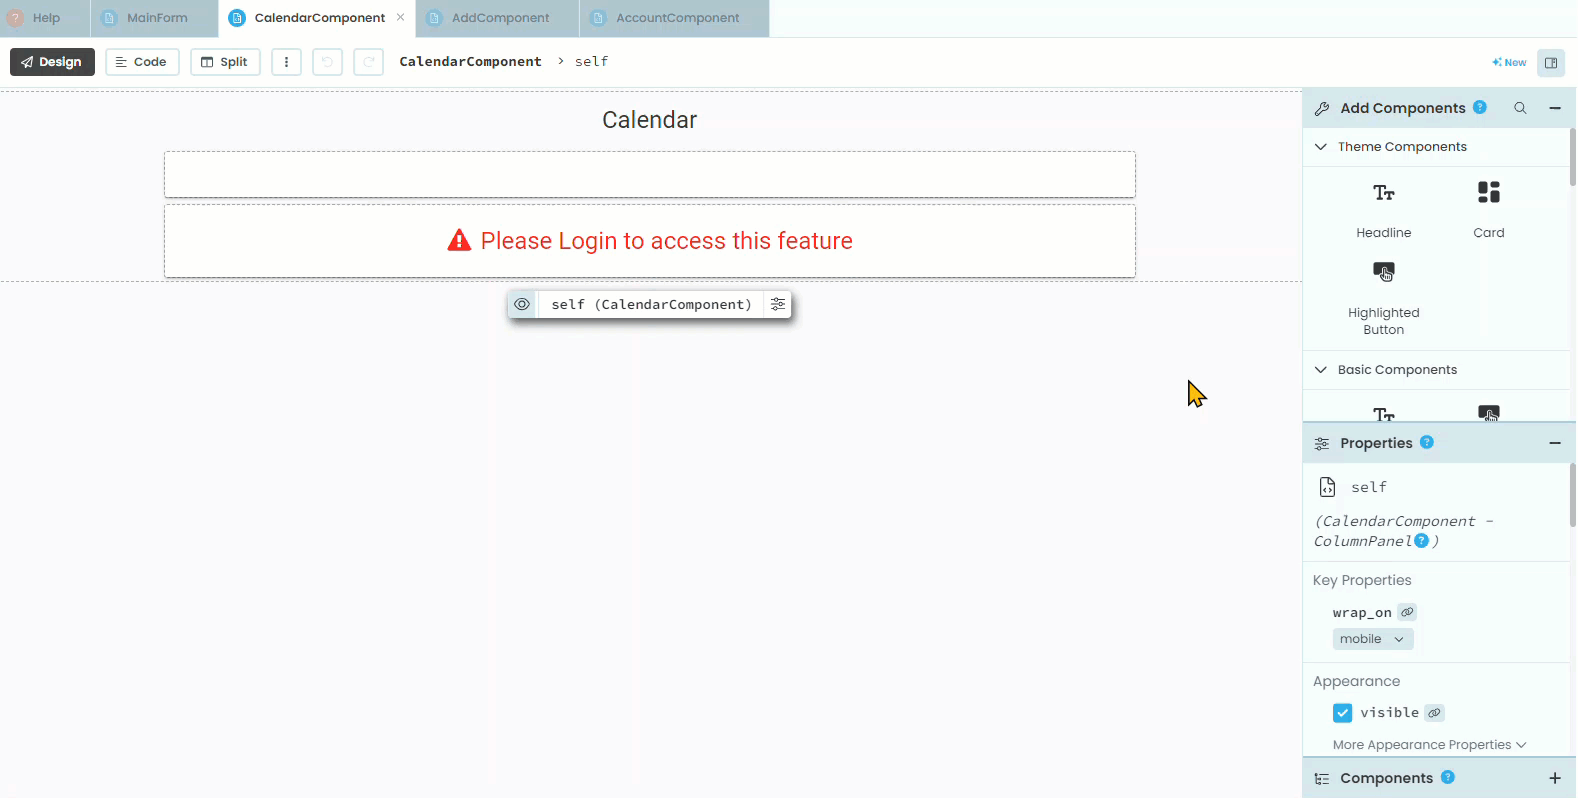 Help
MainForm
CalendarComponent ×
AddComponent
AccountComponent
Design
Code
Split
CalendarComponent > self
New
Calendar
Please Login to access this feature
self (CalendarComponent)
Add Components ?
Theme Components
Headline
Card
Highlighted
Button
Basic Components
Properties ?
self
(CalendarComponent -
ColumnPanel ? )
Key Properties
wrap_on
mobile
Appearance
visible
More Appearance Properties
Components ?